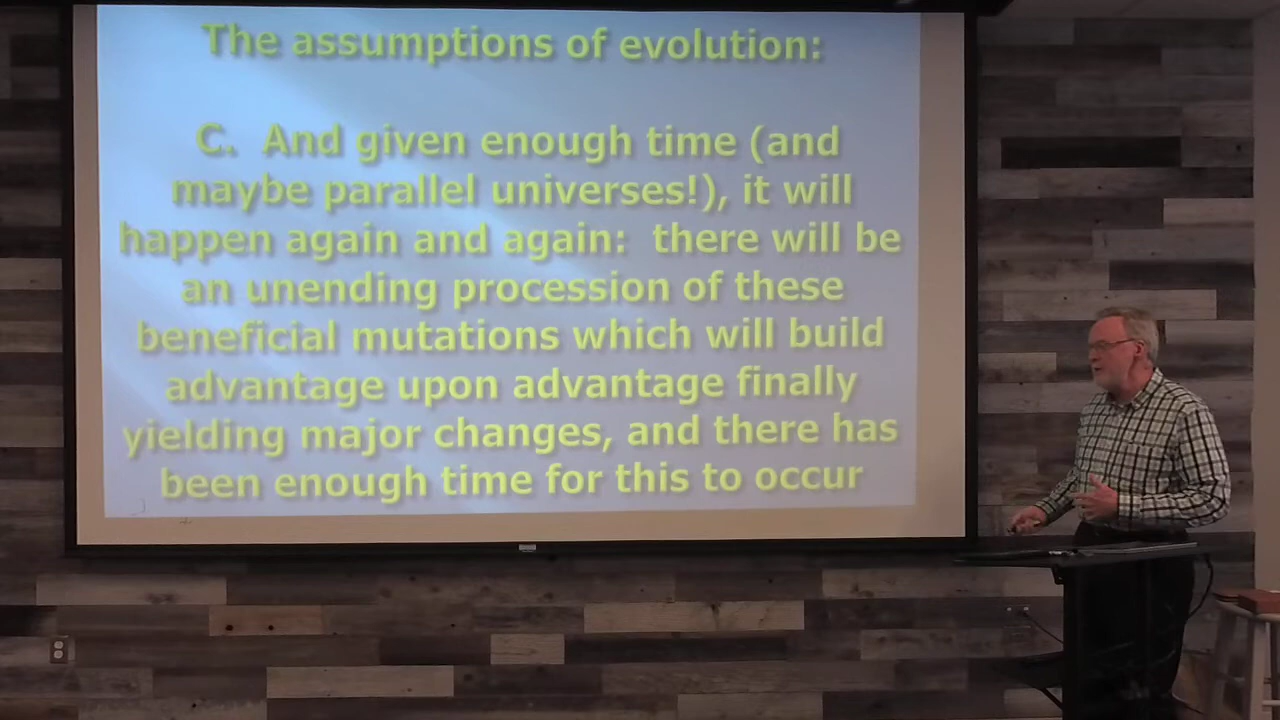 The assumptions of evolution:
C. And given enough time (and
maybe parallel universes!), it will
happen again and again: there will be
an unending procession of these
beneficial mutations which will build
advantage upon advantage finally
yielding major changes, and there has
been enough time for this to occur